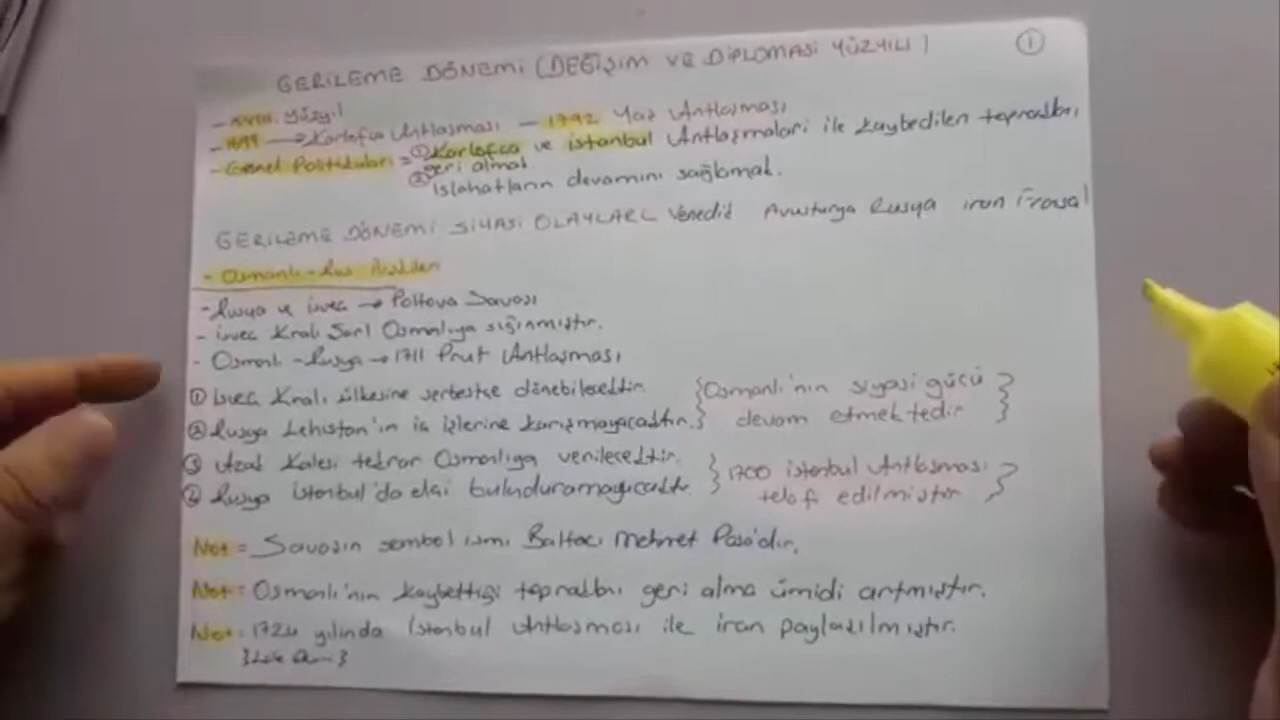 GERİLEME DÖNEMİ (DEĞİŞİM VE DİPLOMASİ YÜZYILI) ①
- XVIII. Yüzyıl
- 1699 → Karlofça Antlaşması - 1792 Yaş Antlaşması
- Genel Politikaları = ① Karlofça ve İstanbul Antlaşmaları ile kaybedilen toprakları
geri almak.
② Islahatların devamını sağlamak.
GERİLEME DÖNEMİ SİYASİ OLAYLARI Venedik Avusturya Rusya İran Fransa
- Osmanlı - Rus İlişkileri
- Rusya ve İsveç → Poltova Savaşı
- İsveç Kralı Şarl Osmanlıya sığınmıştır.
- Osmanlı - Rusya → 1711 Prut Antlaşması
① İsveç Kralı ülkesine serbestçe dönebilecektir. } Osmanlı'nın siyasi gücü }
② Rusya Lehistan'ın iç işlerine karışmayacaktır. } devam etmektedir }
③ Azak Kalesi tekrar Osmanlıya verilecektir. } 1700 İstanbul Antlaşması }
④ Rusya İstanbul'da elçi bulunduramayacaktır. } telafi edilmiştir }
Not = Savaşın sembol ismi Baltacı Mehmet Paşa'dır.
Not = Osmanlı'nın kaybettiği toprakları geri alma ümidi artmıştır.
Not = 1724 yılında İstanbul Antlaşması ile İran paylaşılmıştır.
{Lale }